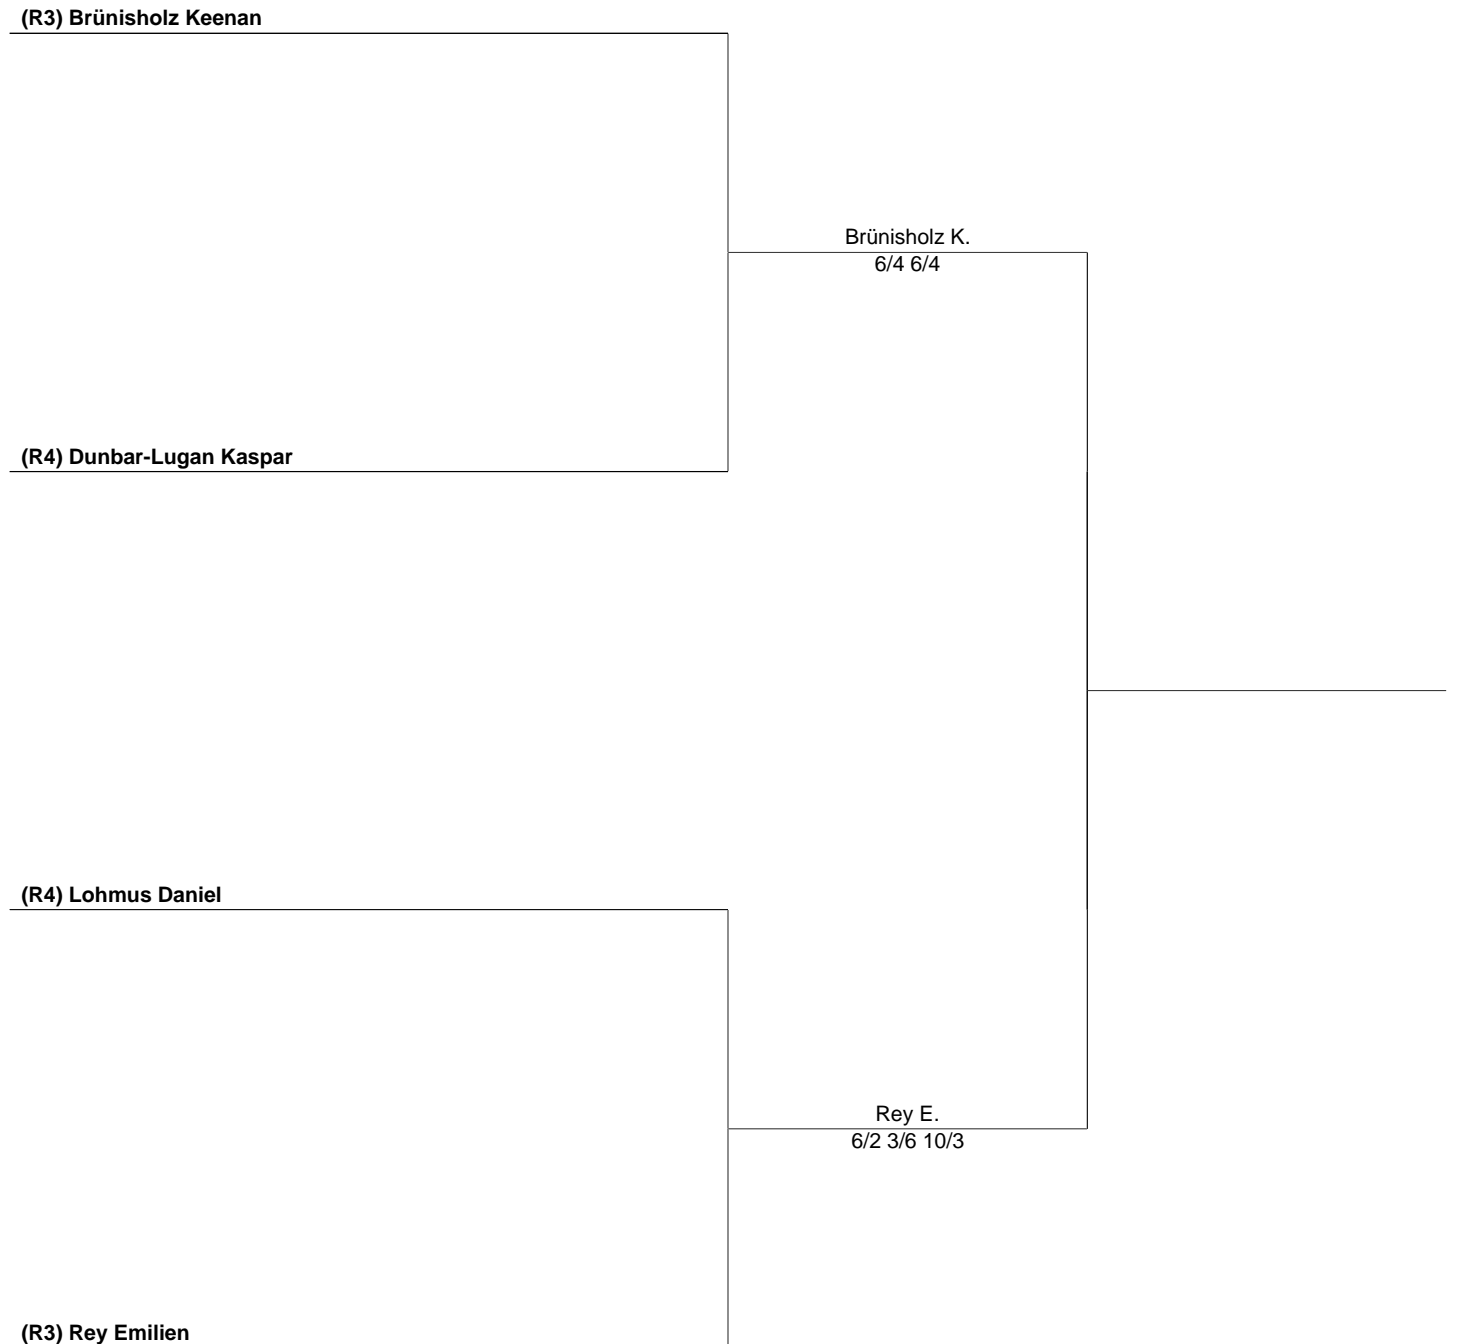 (R3) Brünisholz Keenan
Brünisholz K.
6/4 6/4
(R4) Dunbar-Lugan Kaspar
(R4) Lohmus Daniel
Rey E.
6/2 3/6 10/3
(R3) Rey Emilien